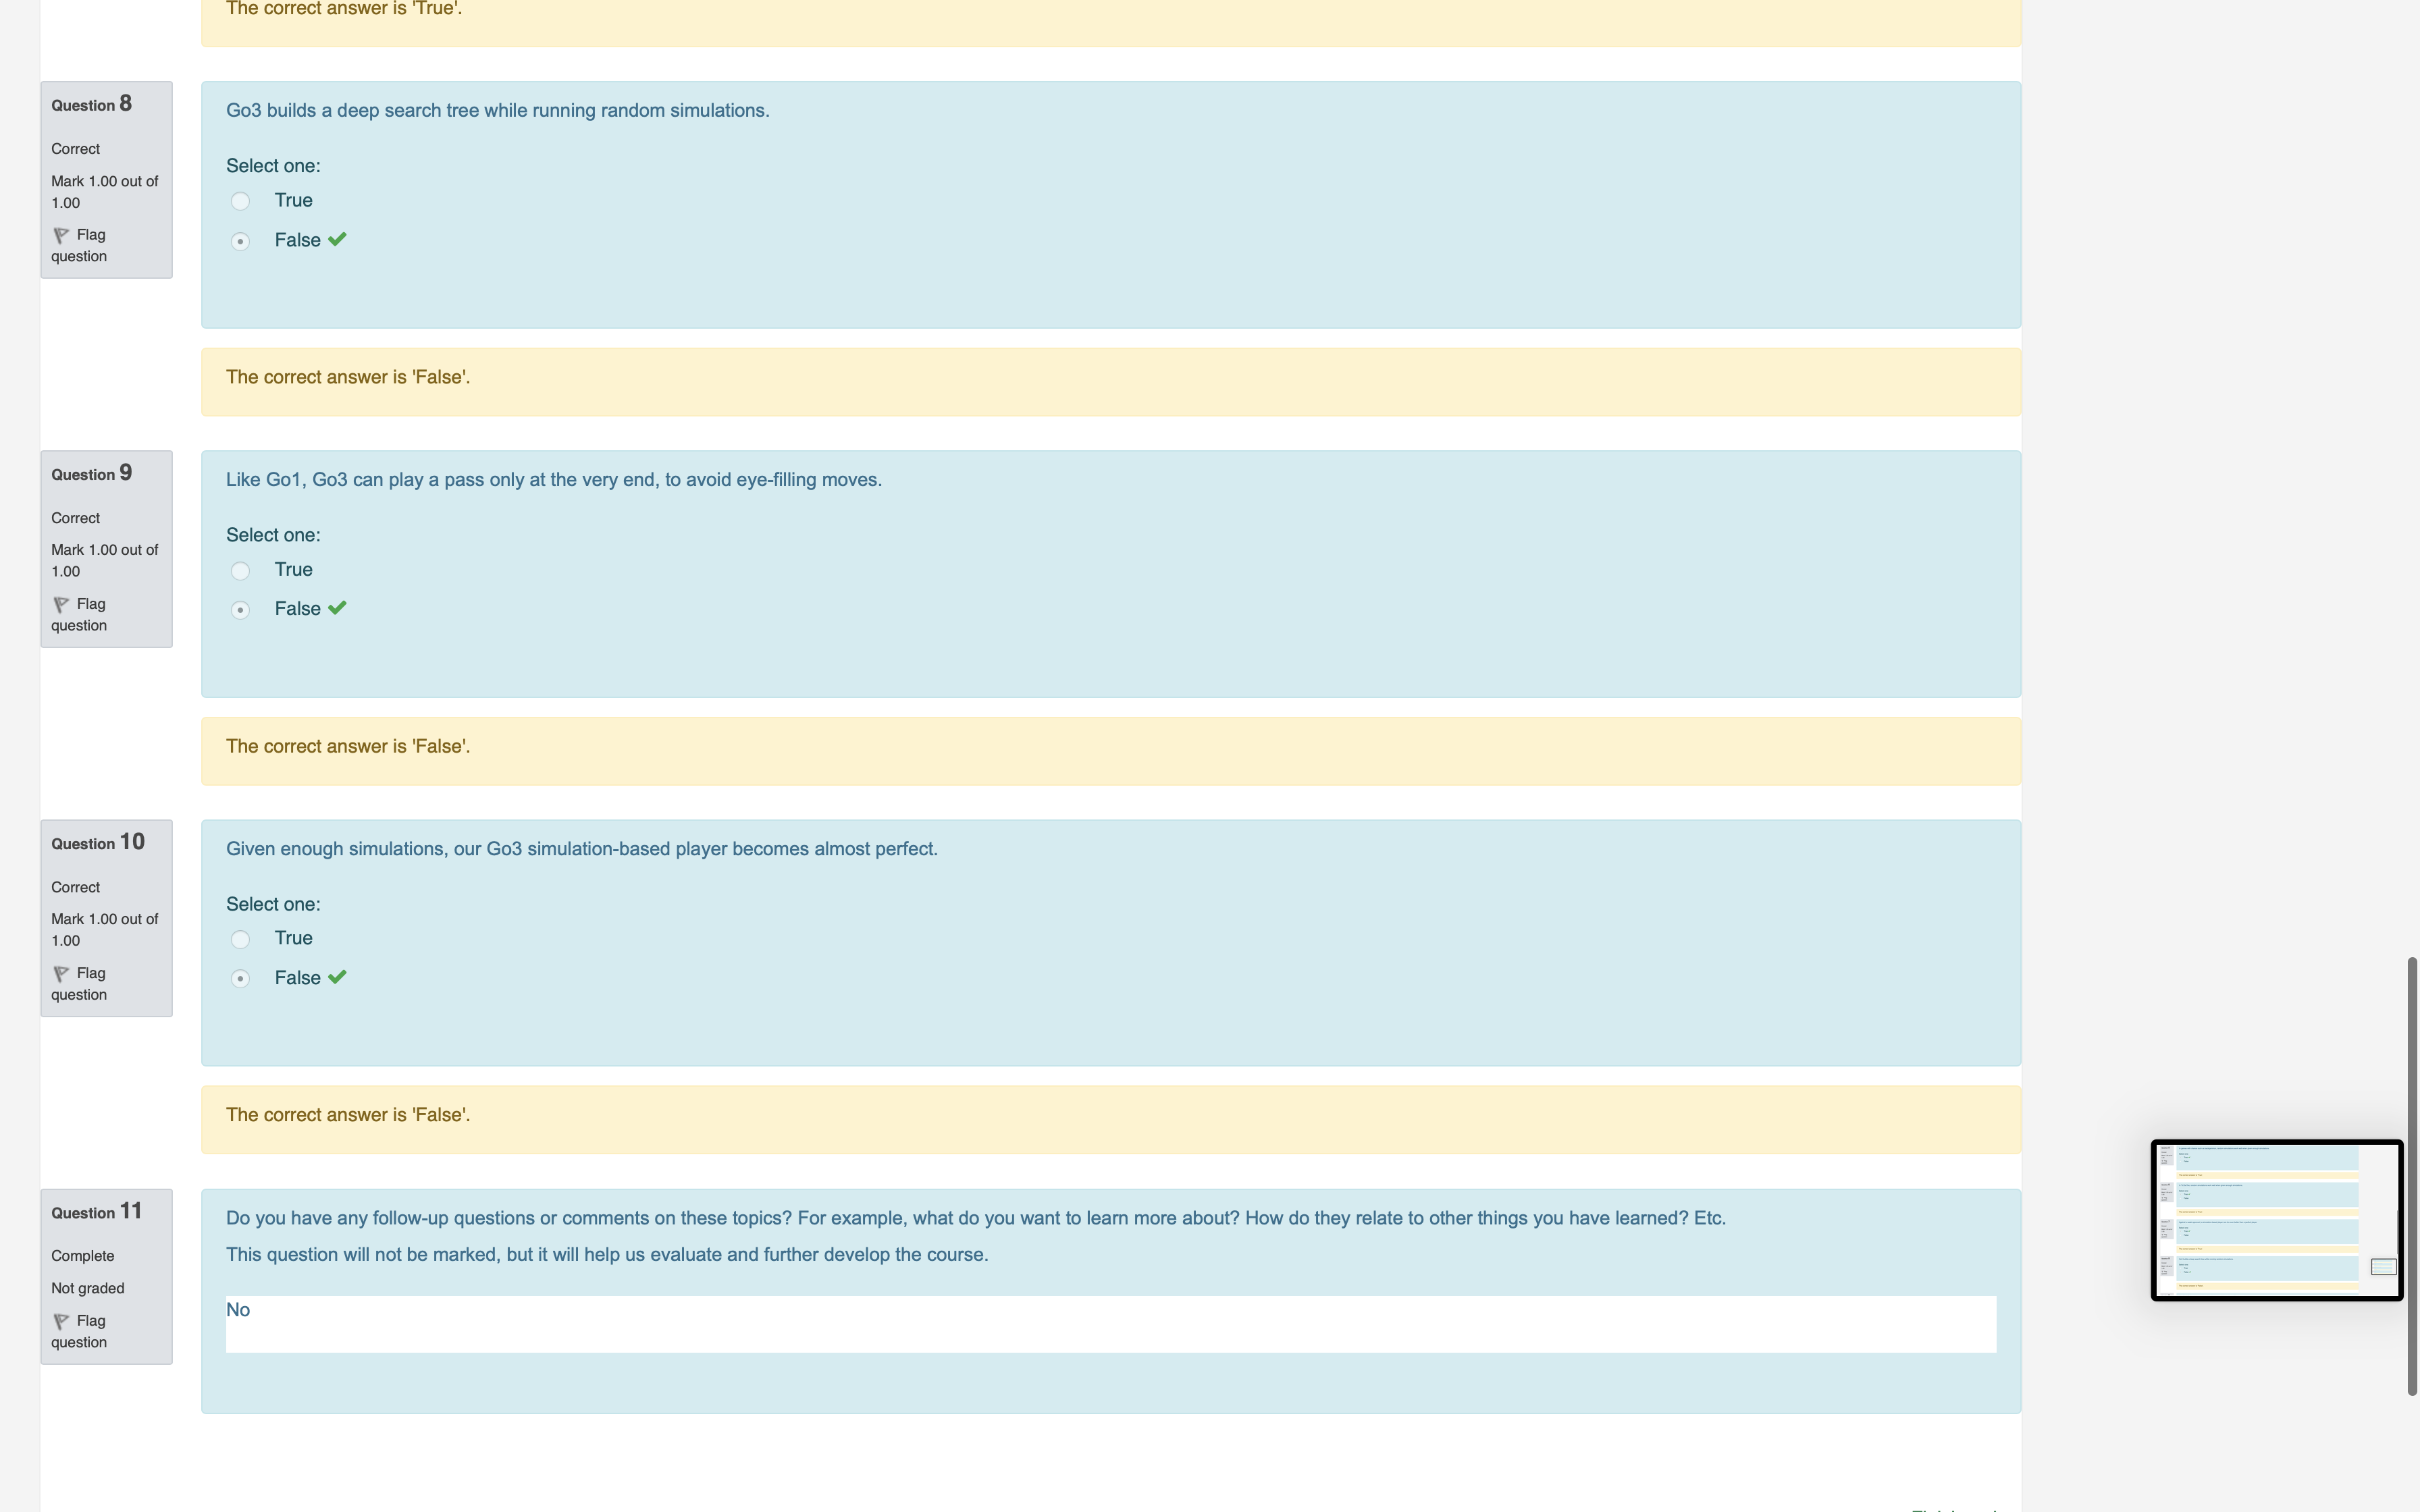 The correct answer is 'True'.
Question 8
Correct
Mark 1.00 out of
1.00
Flag
question
Go3 builds a deep search tree while running random simulations.
Select one:
True
False
The correct answer is 'False'.
Question 9
Correct
Mark 1.00 out of
1.00
Flag
question
Like Go1, Go3 can play a pass only at the very end, to avoid eye-filling moves.
Select one:
True
False
The correct answer is 'False'.
Question 10
Correct
Mark 1.00 out of
1.00
Flag
question
Given enough simulations, our Go3 simulation-based player becomes almost perfect.
Select one:
True
False
The correct answer is 'False'.
Question 11
Complete
Not graded
Flag
question
Do you have any follow-up questions or comments on these topics? For example, what do you want to learn more about? How do they relate to other things you have learned? Etc.
This question will not be marked, but it will help us evaluate and further develop the course.
No